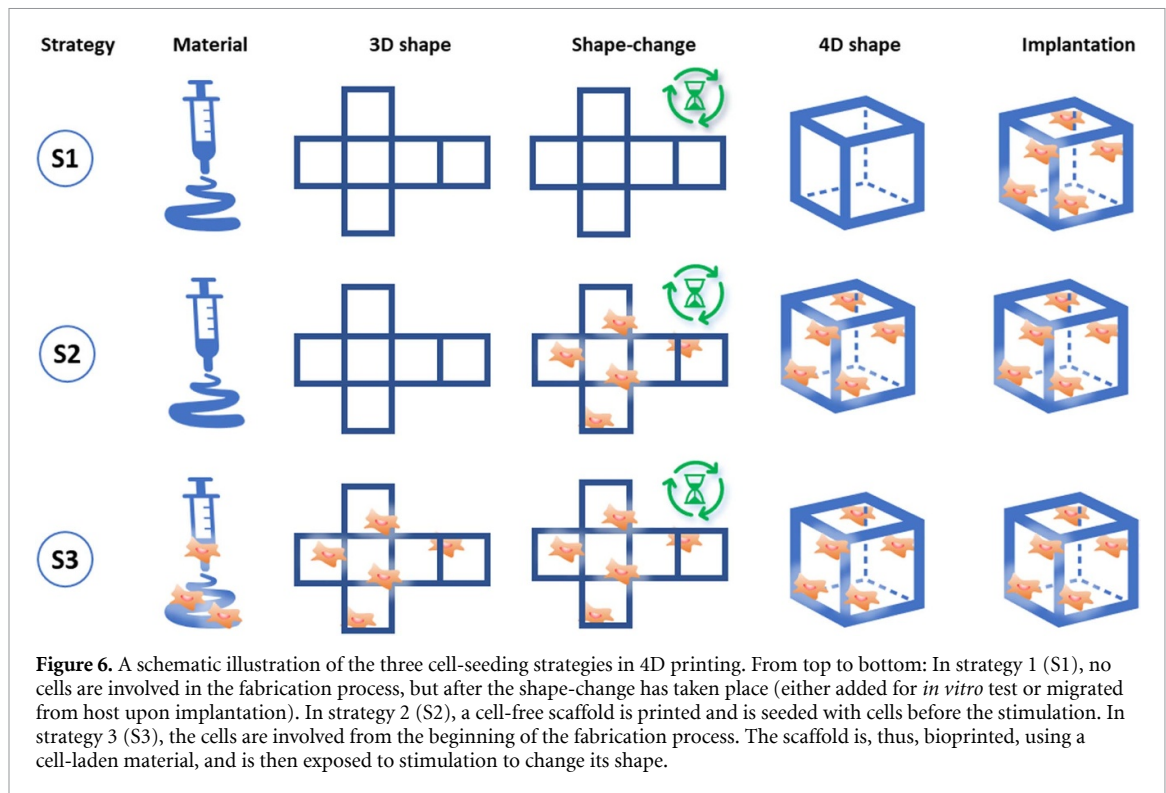 Strategy Material 3D shape Shape-change 4D shape Implantation
S1
S2
S3
Figure 6. A schematic illustration of the three cell-seeding strategies in 4D printing. From top to bottom: In strategy 1 (S1), no
cells are involved in the fabrication process, but after the shape-change has taken place (either added for in vitro test or migrated
from host upon implantation). In strategy 2 (S2), a cell-free scaffold is printed and is seeded with cells before the stimulation. In
strategy 3 (S3), the cells are involved from the beginning of the fabrication process. The scaffold is, thus, bioprinted, using a
cell-laden material, and is then exposed to stimulation to change its shape.